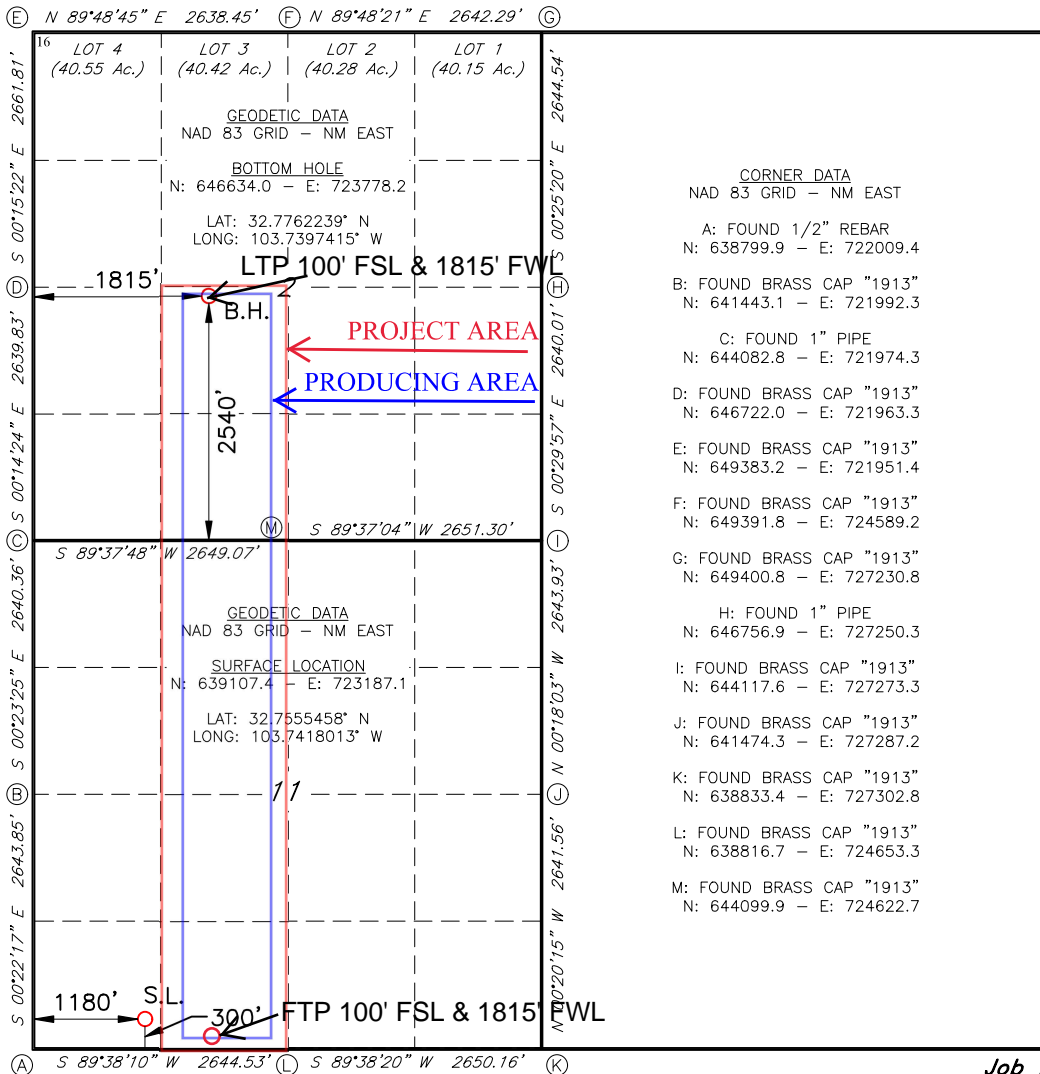 E N 89°48'45" E 2638.45' F N 89°48'21" E 2642.29' G
16
LOT 4 LOT 3 LOT 2 LOT 1
(40.55 Ac.) (40.42 Ac.) (40.28 Ac.) (40.15 Ac.)
S 00°15'22" E 2661.81'
S 00°25'20" E 2644.54'
GEODETIC DATA
NAD 83 GRID – NM EAST
BOTTOM HOLE
N: 646634.0 – E: 723778.2
LAT: 32.7762239° N
LONG: 103.7397415° W
1815'
LTP 100' FSL & 1815' FWL
D
2
H
B.H.
PROJECT AREA
PRODUCING AREA
2540'
S 00°14'24" E 2639.83'
S 00°29'57" E 2640.01'
M S 89°37'04" W 2651.30'
C
I
S 89°37'48" W 2649.07'
S 00°23'25" E 2640.36'
N 00°18'03" W 2643.93'
GEODETIC DATA
NAD 83 GRID – NM EAST
SURFACE LOCATION
N: 639107.4 – E: 723187.1
LAT: 32.7555458° N
LONG: 103.7418013° W
B
11
J
S 00°22'17" E 2643.85'
N 00°20'15" W 2641.56'
1180'
S.L.
300'
FTP 100' FSL & 1815' FWL
A S 89°38'10" W 2644.53' L S 89°38'20" W 2650.16' K
CORNER DATA
NAD 83 GRID – NM EAST
A: FOUND 1/2" REBAR
N: 638799.9 – E: 722009.4
B: FOUND BRASS CAP "1913"
N: 641443.1 – E: 721992.3
C: FOUND 1" PIPE
N: 644082.8 – E: 721974.3
D: FOUND BRASS CAP "1913"
N: 646722.0 – E: 721963.3
E: FOUND BRASS CAP "1913"
N: 649383.2 – E: 721951.4
F: FOUND BRASS CAP "1913"
N: 649391.8 – E: 724589.2
G: FOUND BRASS CAP "1913"
N: 649400.8 – E: 727230.8
H: FOUND 1" PIPE
N: 646756.9 – E: 727250.3
I: FOUND BRASS CAP "1913"
N: 644117.6 – E: 727273.3
J: FOUND BRASS CAP "1913"
N: 641474.3 – E: 727287.2
K: FOUND BRASS CAP "1913"
N: 638833.4 – E: 727302.8
L: FOUND BRASS CAP "1913"
N: 638816.7 – E: 724653.3
M: FOUND BRASS CAP "1913"
N: 644099.9 – E: 724622.7
Job